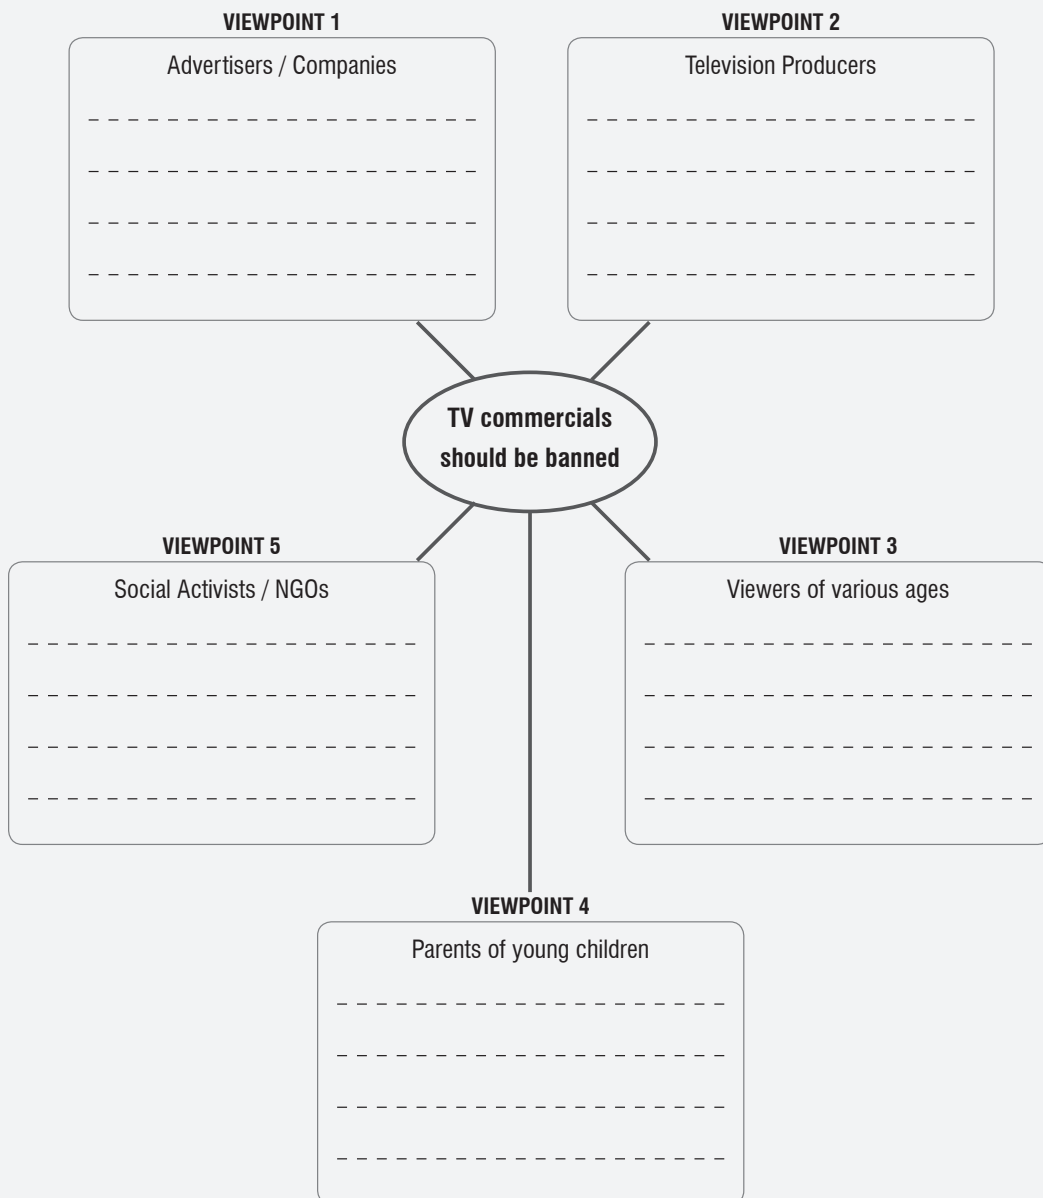 VIEWPOINT 1
Advertisers / Companies
VIEWPOINT 2
Television Producers
TV commercials
should be banned
VIEWPOINT 5
Social Activists / NGOs
VIEWPOINT 3
Viewers of various ages
VIEWPOINT 4
Parents of young children